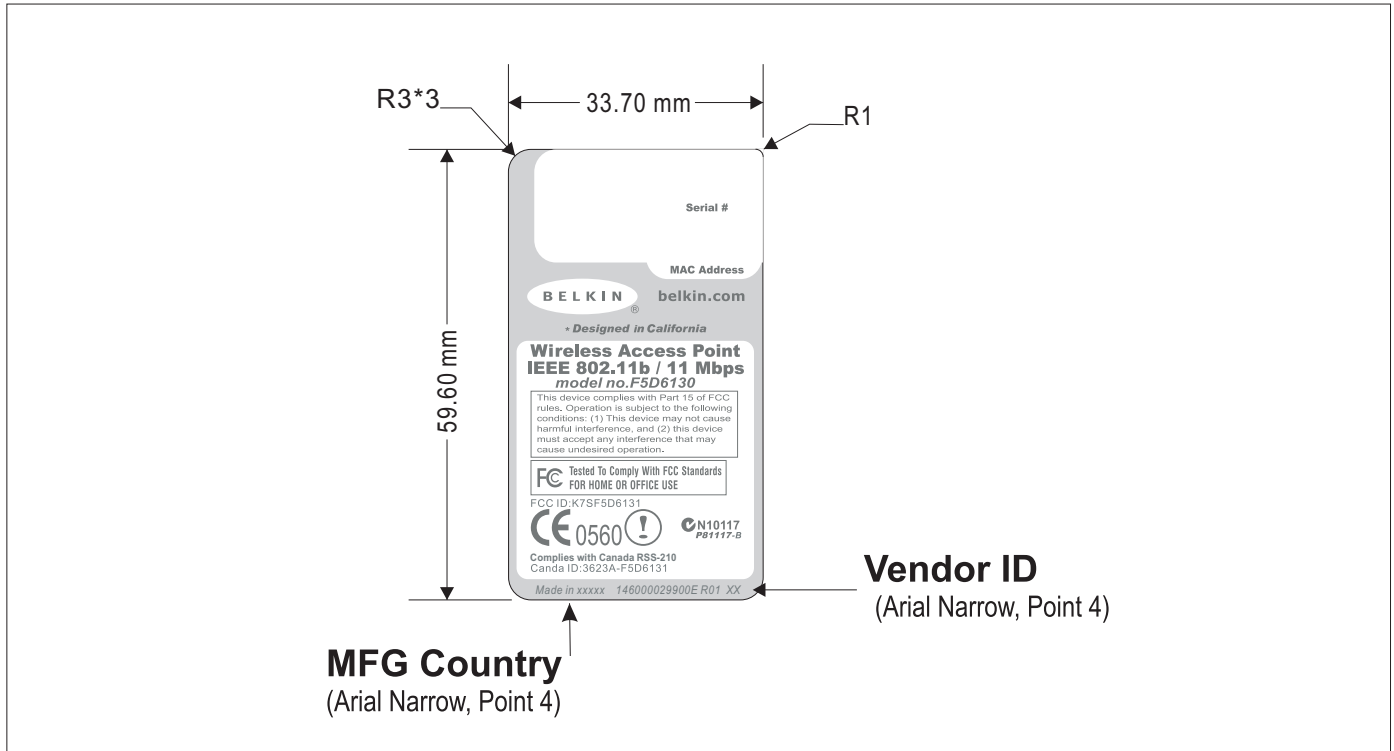 33.70 mm
R3*3
R1
59.60 mm
Serial #
MAC Address
BELKIN ®
belkin.com
* Designed in California
Wireless Access Point
IEEE 802.11b / 11 Mbps
model no.F5D6130
This device complies with Part 15 of FCC
rules. Operation is subject to the following
conditions: (1) This device may not cause
harmful interference, and (2) this device
must accept any interference that may
cause undesired operation.
FC Tested To Comply With FCC Standards
FOR HOME OR OFFICE USE
FCC ID:K7SF5D6131
CE 0560 ! N10117
P81117-B
Complies with Canada RSS-210
Canda ID:3623A-F5D6131
Made in xxxxx 146000029900E R01 XX
Vendor ID
(Arial Narrow, Point 4)
MFG Country
(Arial Narrow, Point 4)